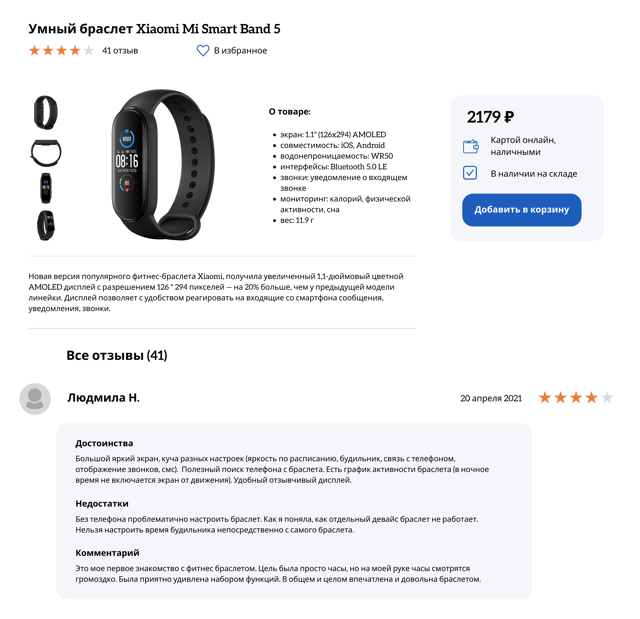 Умный браслет Xiaomi Mi Smart Band 5
41 отзыв
В избранное
8000
08:16
О товаре:
экран: 1.1" (126x294) AMOLED
совместимость: iOS, Android
водонепроницаемость: WR50
интерфейсы: Bluetooth 5.0 LE
звонки: уведомление о входящем
звонке
мониторинг: калорий, физической
активности, сна
вес: 11.9 г
2179 ₽
Картой онлайн,
наличными
В наличии на складе
Добавить в корзину
Новая версия популярного фитнес-браслета Xiaomi, получила увеличенный 1,1-дюймовый цветной
AMOLED дисплей с разрешением 126 * 294 пикселей — на 20% больше, чем у предыдущей модели
линейки. Дисплей позволяет с удобством реагировать на входящие со смартфона сообщения,
уведомления, звонки.
Все отзывы (41)
Людмила Н.
20 апреля 2021
Достоинства
Большой яркий экран, куча разных настроек (яркость по расписанию, будильник, связь с телефоном,
отображение звонков, смс). Полезный поиск телефона с браслета. Есть график активности браслета (в ночное
время не включается экран от движения). Удобный отзывчивый дисплей.
Недостатки
Без телефона проблематично настроить браслет. Как я поняла, как отдельный девайс браслет не работает.
Нельзя настроить время будильника непосредственно с самого браслета.
Комментарий
Это мое первое знакомство с фитнес браслетом. Цель была просто часы, но на моей руке часы смотрятся
громоздко. Была приятно удивлена набором функций. В общем и целом впечатлена и довольна браслетом.